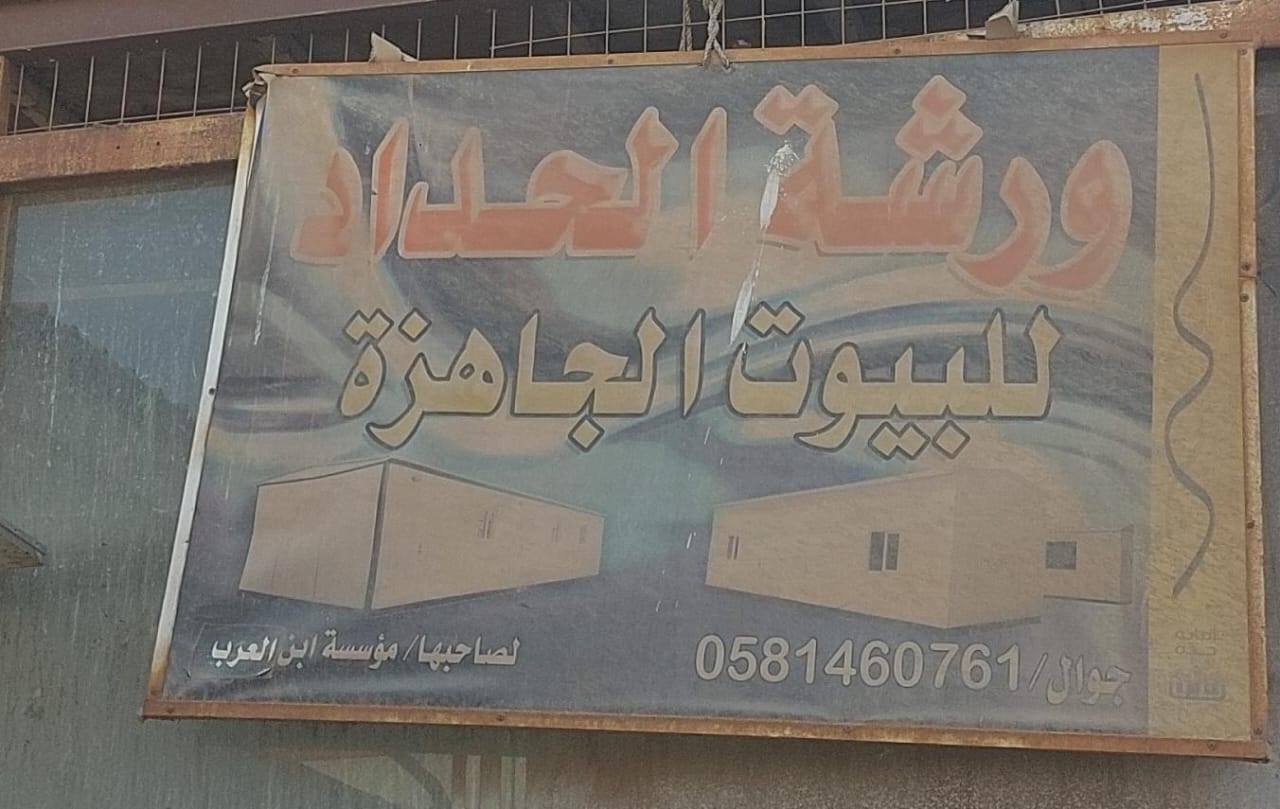 ورشة الحداد
للبيوت الجاهزة
جوال/0581460761
لصاحبها/ مؤسسة ابن العرب